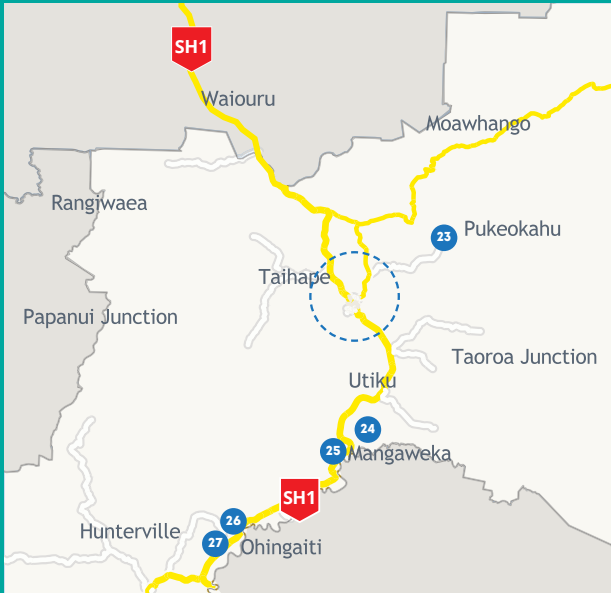 SH1
Waiouru
Moawhango
Rangiwaea
23
Pukeokahu
Taihape
Papanui Junction
Taoroa Junction
Utiku
24
25
Mangaweka
SH1
26
Hunterville
27
Ohingaiti